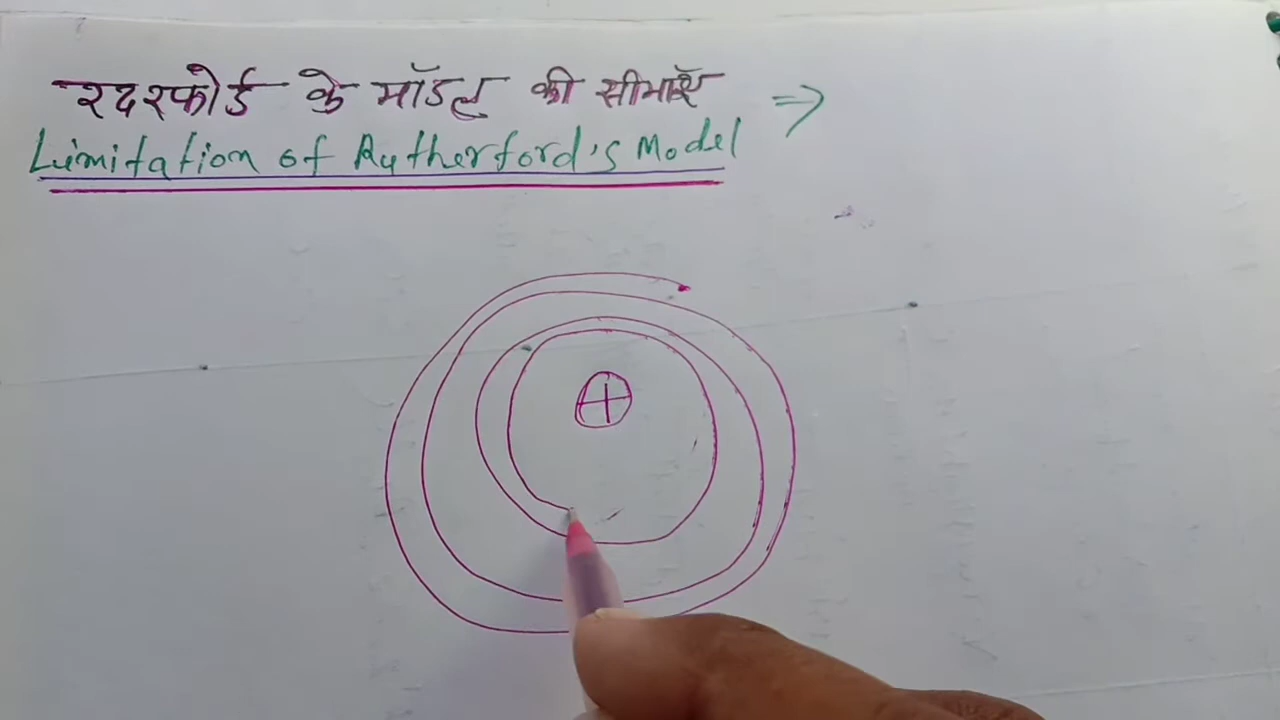 रदरफोर्ड के मॉडल की सीमाएँ ⇒
Limitation of Rutherford's Model
+